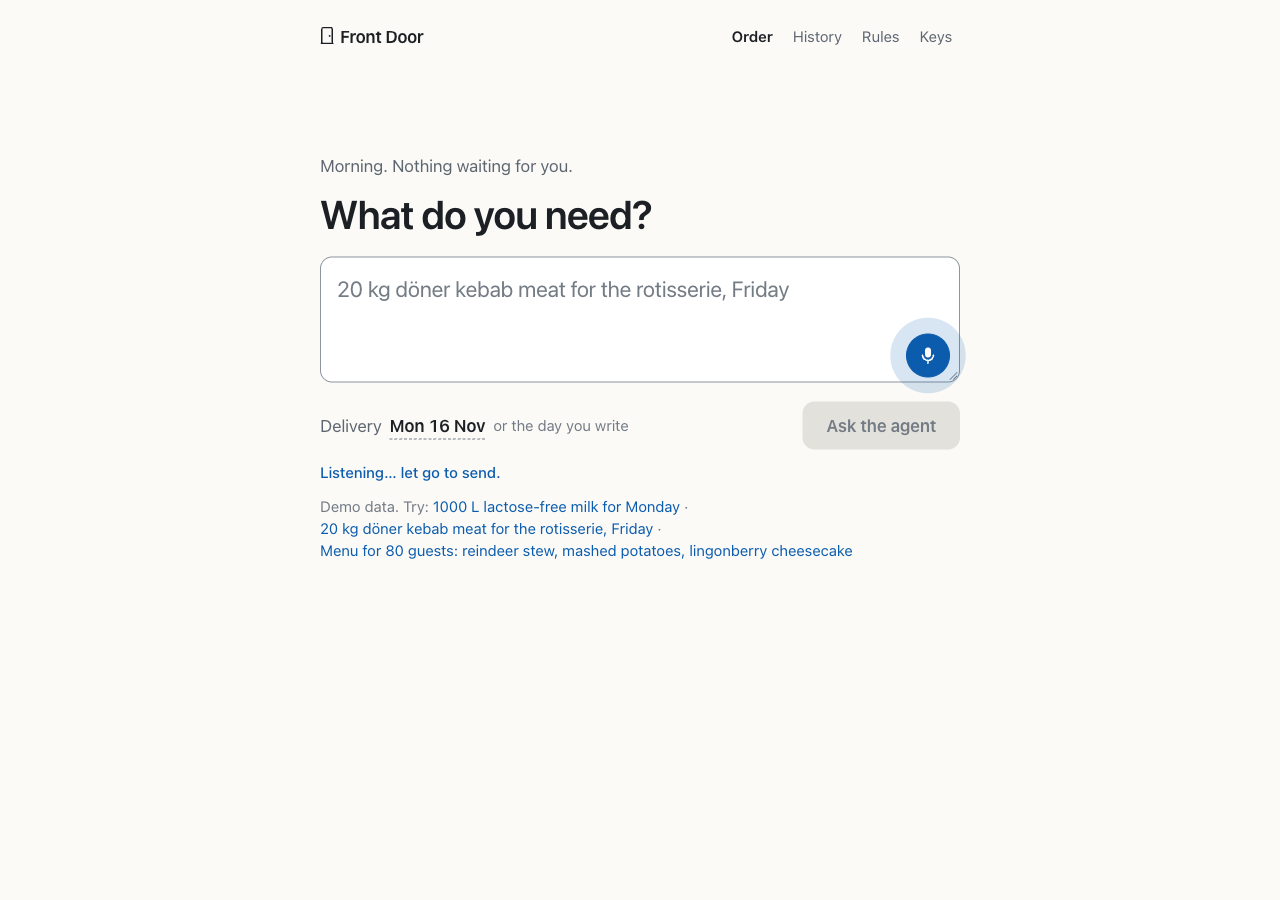 Front Door
Order History Rules Keys
Morning. Nothing waiting for you.
What do you need?
20 kg döner kebab meat for the rotisserie, Friday
Delivery Mon 16 Nov or the day you write
Ask the agent
Listening... let go to send.
Demo data. Try: 1000 L lactose-free milk for Monday ·
20 kg döner kebab meat for the rotisserie, Friday ·
Menu for 80 guests: reindeer stew, mashed potatoes, lingonberry cheesecake